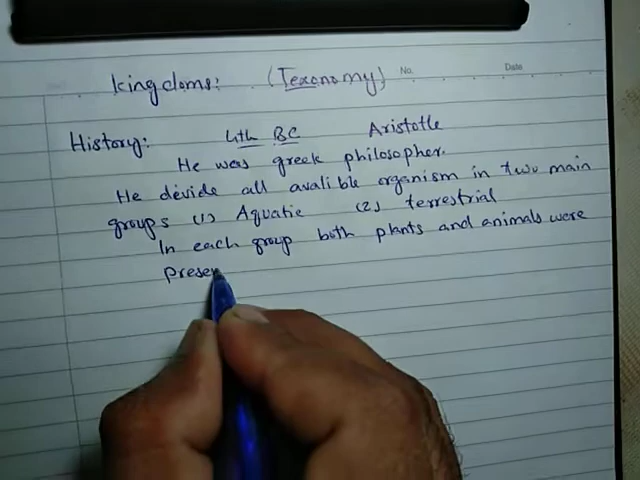 kingdoms: (Texonomy) No. Date
History: 4th BC Aristotle
He was greek philosopher.
He devide all avalible organism in two main
groups (1) Aquatic (2) terrestrial
In each group both plants and animals were
presen